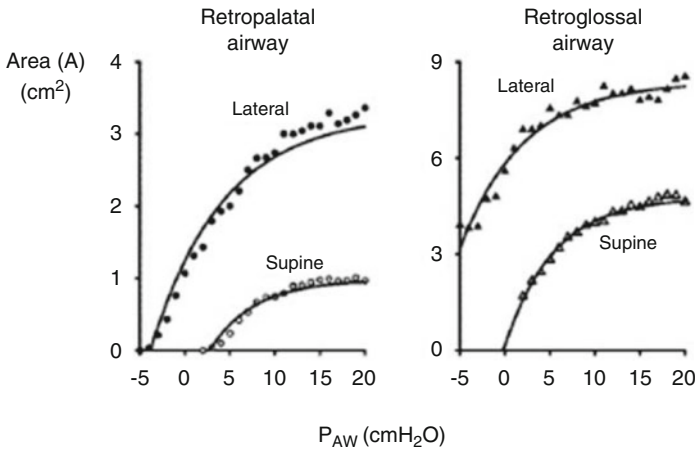 Retropalatal
airway
Area (A)
(cm²)
4
3
2
1
0
Lateral
Supine
-5 0 5 10 15 20
Retroglossal
airway
9
6
3
0
Lateral
Supine
-5 0 5 10 15 20
P_AW (cmH₂O)